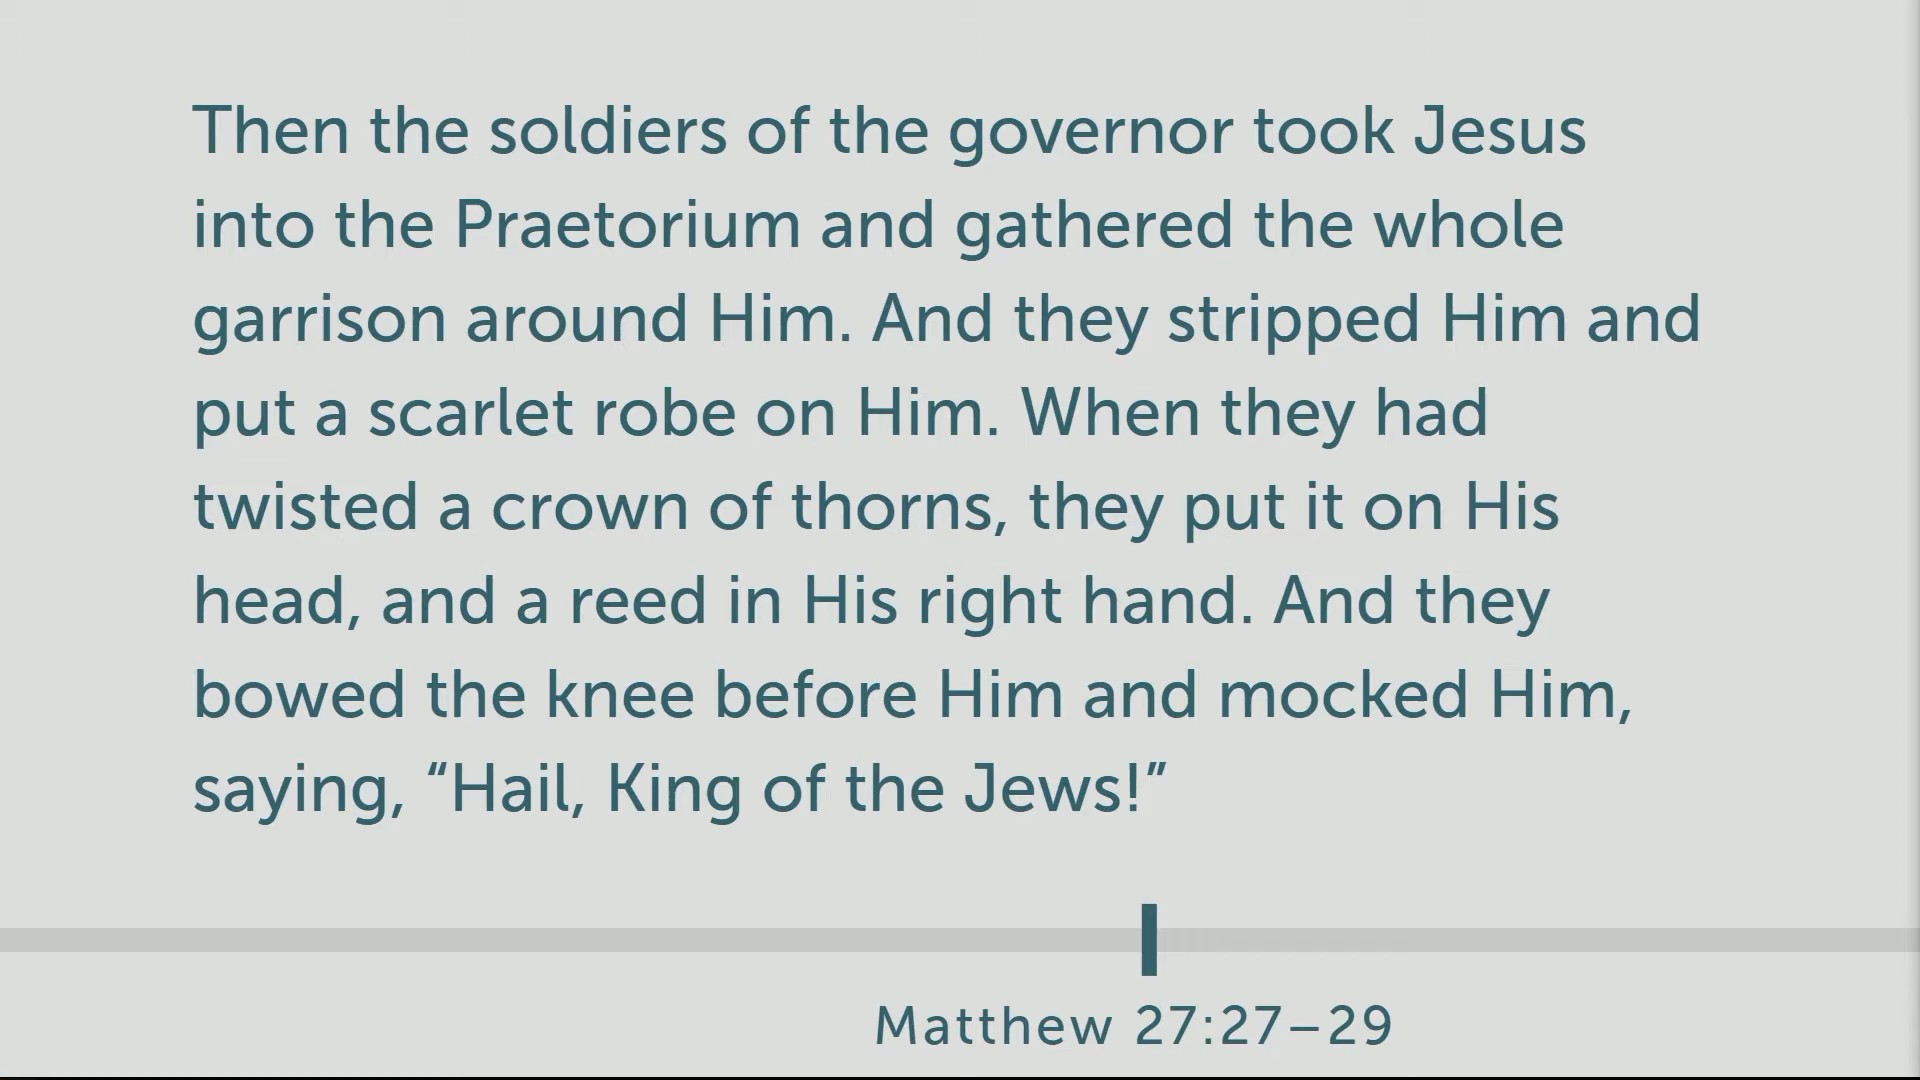 Then the soldiers of the governor took Jesus
into the Praetorium and gathered the whole
garrison around Him. And they stripped Him and
put a scarlet robe on Him. When they had
twisted a crown of thorns, they put it on His
head, and a reed in His right hand. And they
bowed the knee before Him and mocked Him,
saying, “Hail, King of the Jews!”
Matthew 27:27–29